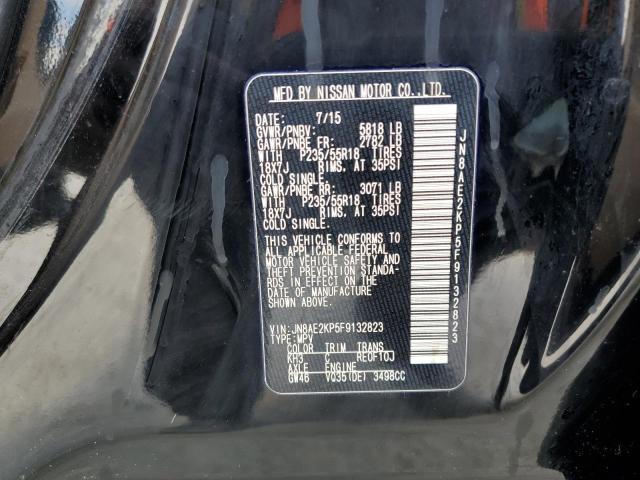 MFD BY NISSAN MOTOR CO.,LTD.
DATE: 7/15
GVWR/PNBV: 5818 LB
GAWR/PNBE FR: 2782 LB
WITH P235/55R18 TIRES
18X7J RIMS, AT 35PSI
COLD SINGLE.
GAWR/PNBE RR: 3071 LB
WITH P235/55R18 TIRES
18X7J RIMS, AT 35PSI
COLD SINGLE.
THIS VEHICLE CONFORMS TO
ALL APPLICABLE FEDERAL
MOTOR VEHICLE SAFETY AND
THEFT PREVENTION STANDA-
RDS IN EFFECT ON THE
DATE OF MANUFACTURE
SHOWN ABOVE.
VIN:JN8AE2KP5F9132823
TYPE:MPV
COLOR TRIM TRANS
KH3 C RE0F10J
AXLE ENGINE
GW46 VQ35(DE) 3498CC
JN8AE2KP5F9132823